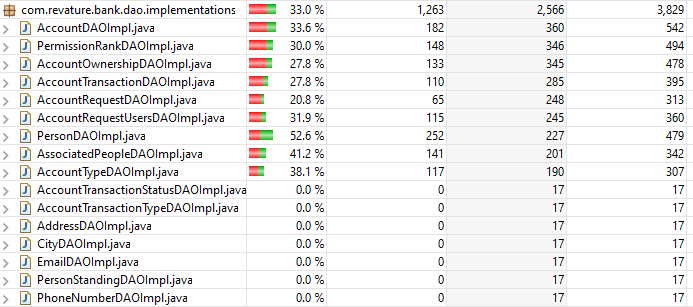 com.revature.bank.dao.implementations 33.0 % 1,263 2,566 3,829
AccountDAOImpl.java 33.6 % 182 360 542
PermissionRankDAOImpl.java 30.0 % 148 346 494
AccountOwnershipDAOImpl.java 27.8 % 133 345 478
AccountTransactionDAOImpl.java 27.8 % 110 285 395
AccountRequestDAOImpl.java 20.8 % 65 248 313
AccountRequestUsersDAOImpl.java 31.9 % 115 245 360
PersonDAOImpl.java 52.6 % 252 227 479
AssociatedPeopleDAOImpl.java 41.2 % 141 201 342
AccountTypeDAOImpl.java 38.1 % 117 190 307
AccountTransactionStatusDAOImpl.java 0.0 % 0 17 17
AccountTransactionTypeDAOImpl.java 0.0 % 0 17 17
AddressDAOImpl.java 0.0 % 0 17 17
CityDAOImpl.java 0.0 % 0 17 17
EmailDAOImpl.java 0.0 % 0 17 17
PersonStandingDAOImpl.java 0.0 % 0 17 17
PhoneNumberDAOImpl.java 0.0 % 0 17 17